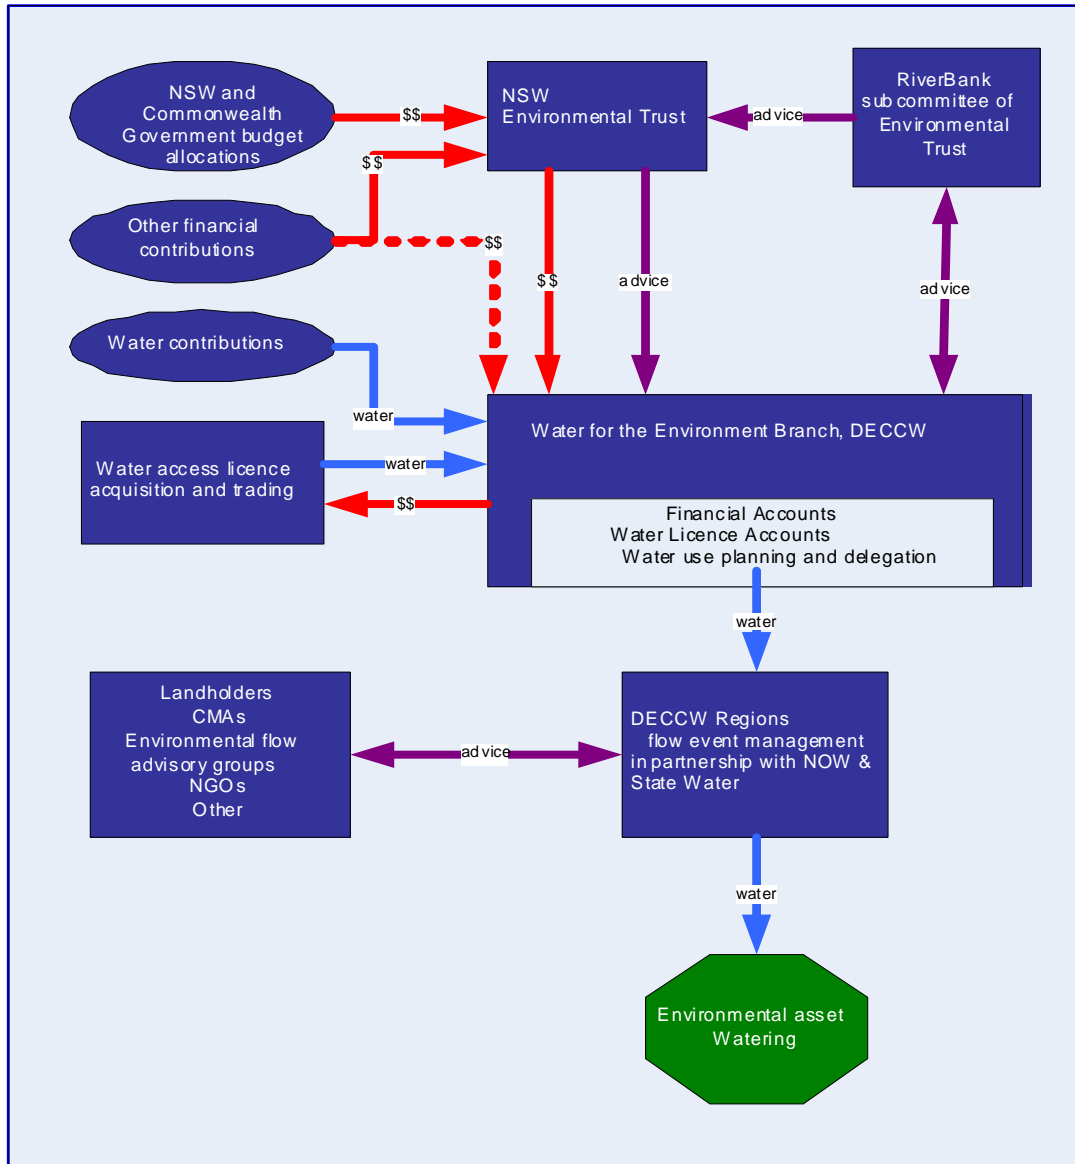 NSW and
Commonwealth
Government budget
allocations
$$
NSW
Environmental Trust
advice
RiverBank
subcommittee of
Environmental
Trust
$$
Other financial
contributions
$$
$$
advice
advice
Water contributions
water
Water for the Environment Branch, DECCW
Water access licence
acquisition and trading
water
$$
Financial Accounts
Water Licence Accounts
Water use planning and delegation
water
Landholders
CMAs
Environmental flow
advisory groups
NGOs
Other
advice
DECCW Regions
flow event management
in partnership with NOW &
State Water
water
Environmental asset
Watering